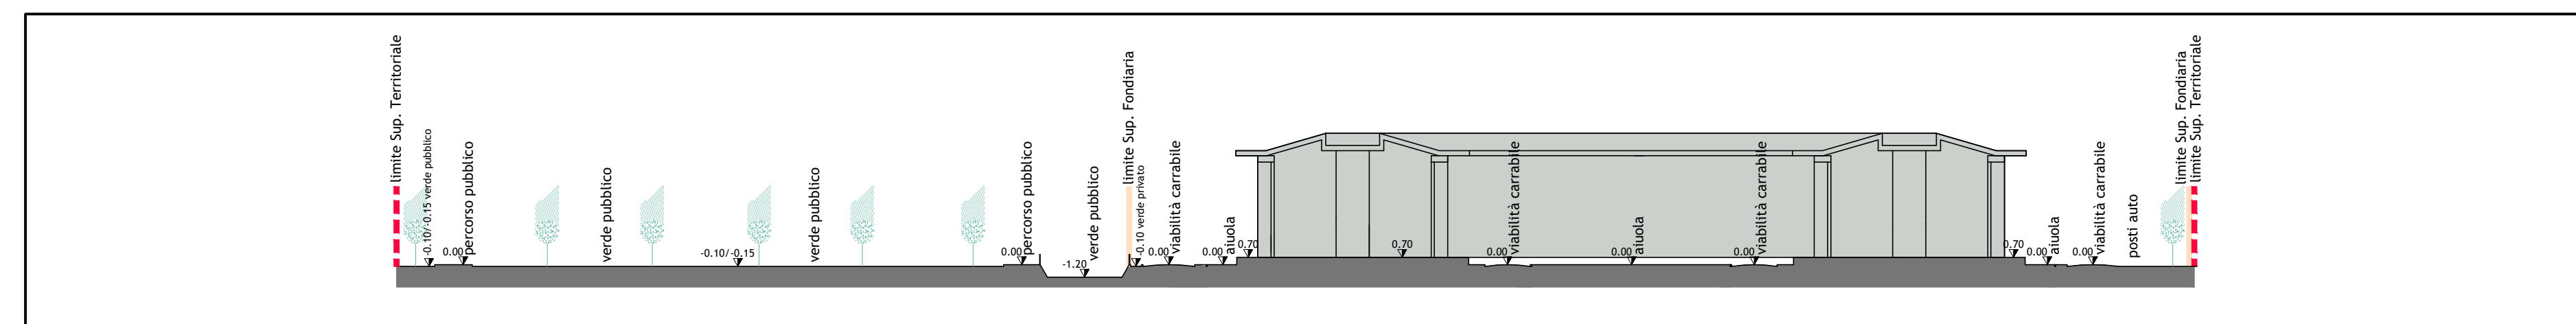 limite Sup. Territoriale
-0.10/-0.15 verde pubblico
0.00
percorso pubblico
verde pubblico
-0.10/-0.15
verde pubblico
0.00
percorso pubblico
-1.20
verde pubblico
limite Sup. Fondiaria
-0.10 verde privato
0.00
viabilità carrabile
0.00
aiuola
0.70
0.70
0.00
viabilità carrabile
0.00
aiuola
0.00
viabilità carrabile
0.70
0.00
aiuola
0.00
viabilità carrabile
posti auto
limite Sup. Fondiaria
limite Sup. Territoriale